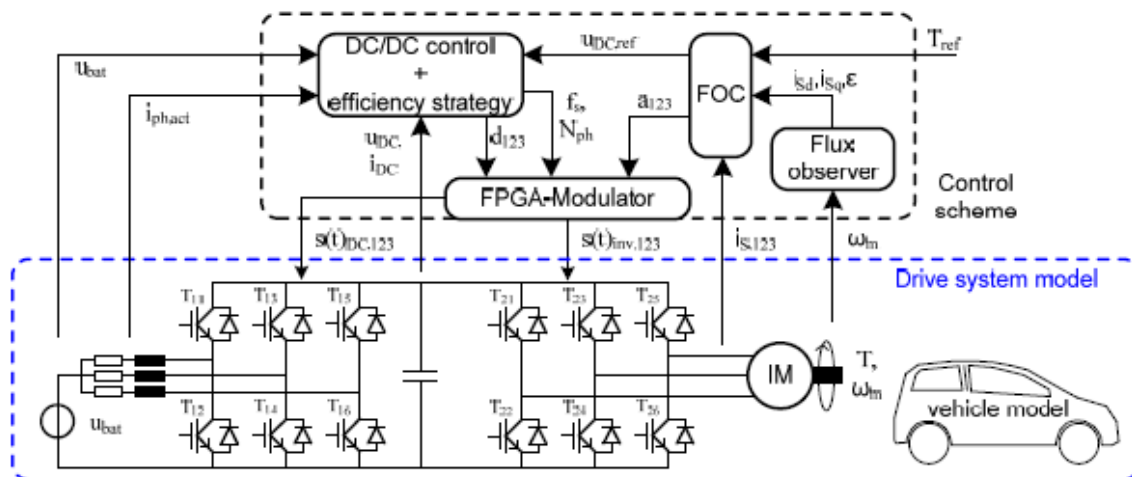 DC/DC control
+
efficiency strategy
u_DC,ref
T_ref
u_bat
i_ph,act
FOC
i_Sd,i_Sq,ε
f_s,
N_ph
a_123
u_DC,
i_DC
d_123
Flux
observer
FPGA-Modulator
Control
scheme
s(t)_DC,123
s(t)_inv,123
i_S,123
ω_m
Drive system model
T_11
T_13
T_15
T_21
T_23
T_25
IM
T,
ω_m
T_12
T_14
T_16
T_22
T_24
T_26
u_bat
vehicle model